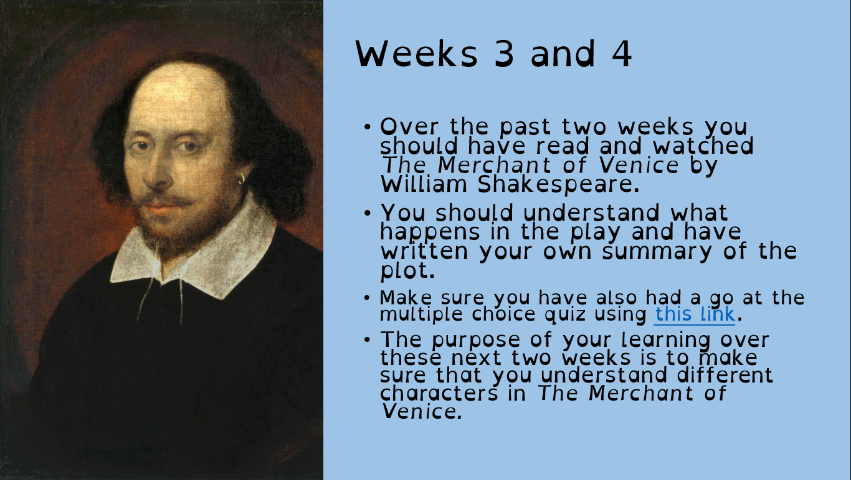 Weeks 3 and 4
• Over the past two weeks you
should have read and watched
The Merchant of Venice by
William Shakespeare.
• You should understand what
happens in the play and have
written your own summary of the
plot.
• Make sure you have also had a go at the
multiple choice quiz using this link.
• The purpose of your learning over
these next two weeks is to make
sure that you understand different
characters in The Merchant of
Venice.